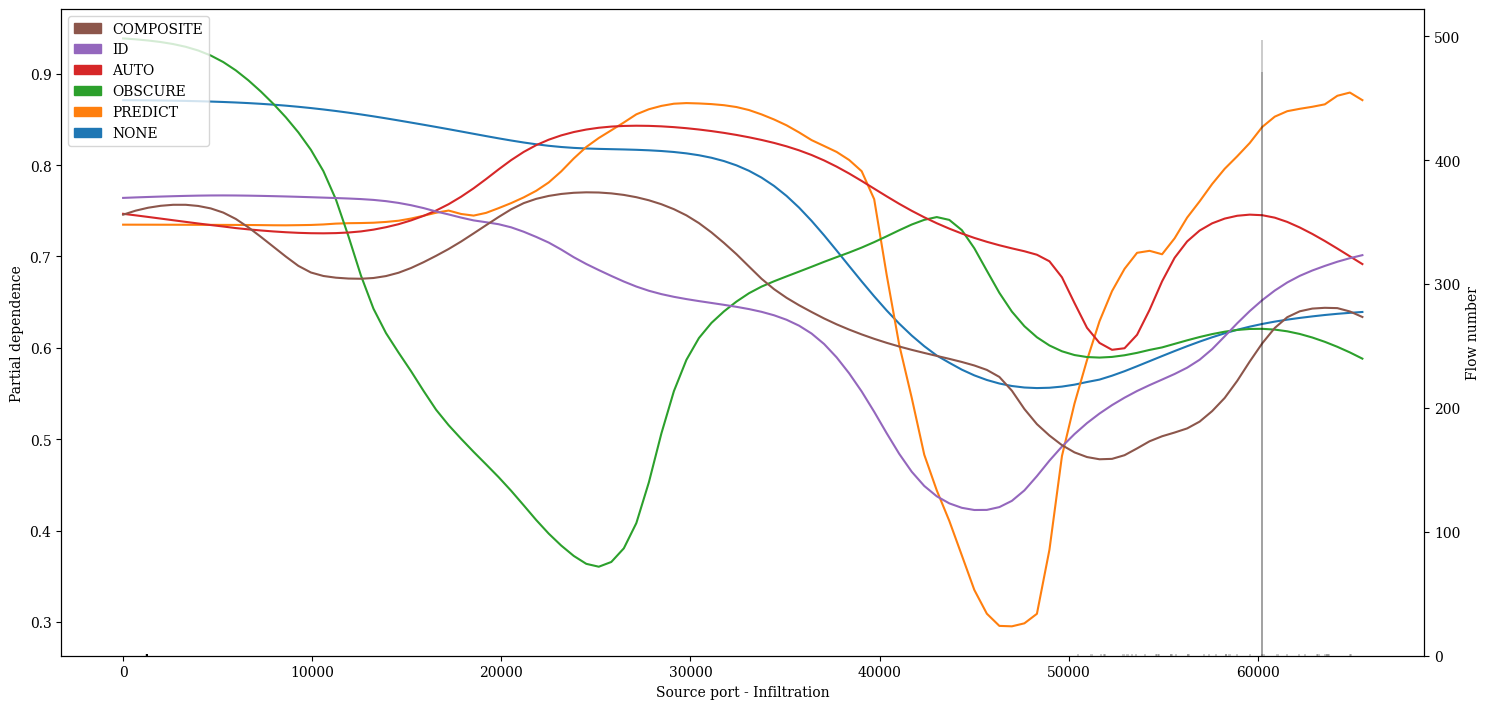 COMPOSITE
ID
AUTO
OBSCURE
PREDICT
NONE
Partial dependence
0.9
0.8
0.7
0.6
0.5
0.4
0.3
500
400
300
200
100
0
Flow number
0 10000 20000 30000 40000 50000 60000
Source port - Infiltration